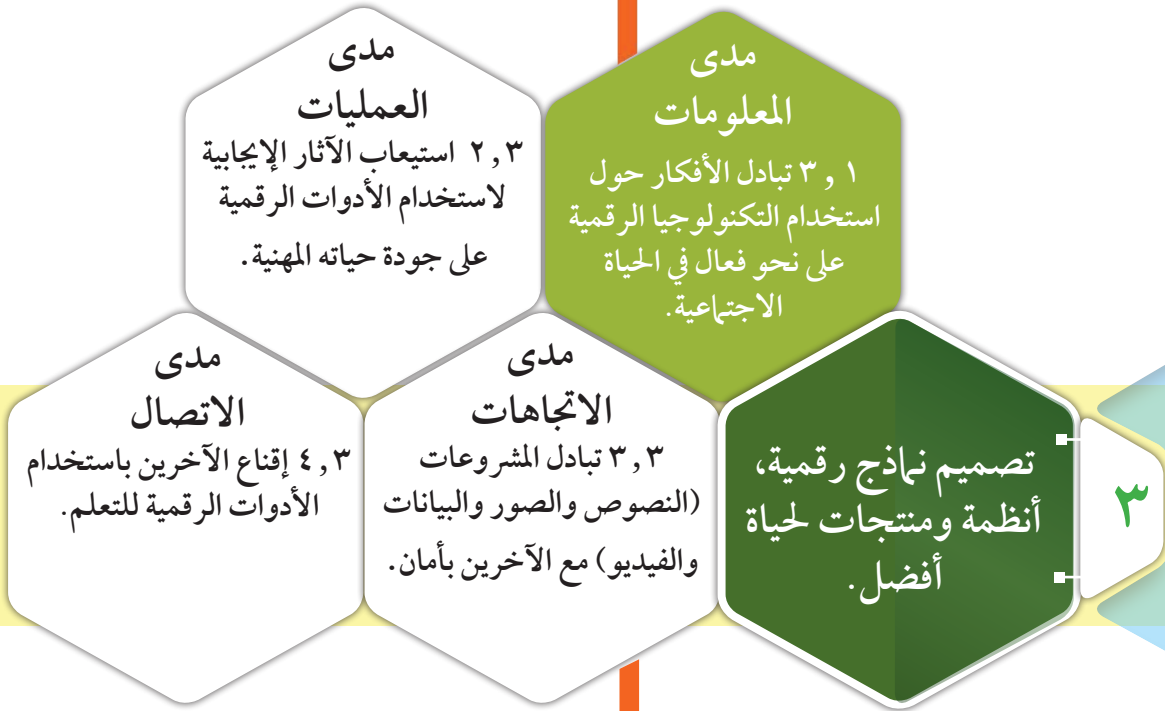 مدى
المعلومات
١ , ٣ تبادل الأفكار حول
استخدام التكنولوجيا الرقمية
على نحو فعال في الحياة
الاجتماعية.
مدى
العمليات
٢,٣ استيعاب الآثار الإيجابية
لاستخدام الأدوات الرقمية
على جودة حياته المهنية.
٣
تصميم نماذج رقمية،
أنظمة ومنتجات لحياة
أفضل.
مدى
الاتجاهات
٣,٣ تبادل المشروعات
(النصوص والصور والبيانات
والفيديو) مع الآخرين بأمان.
مدى
الاتصال
٤,٣ إقناع الآخرين باستخدام
الأدوات الرقمية للتعلم.